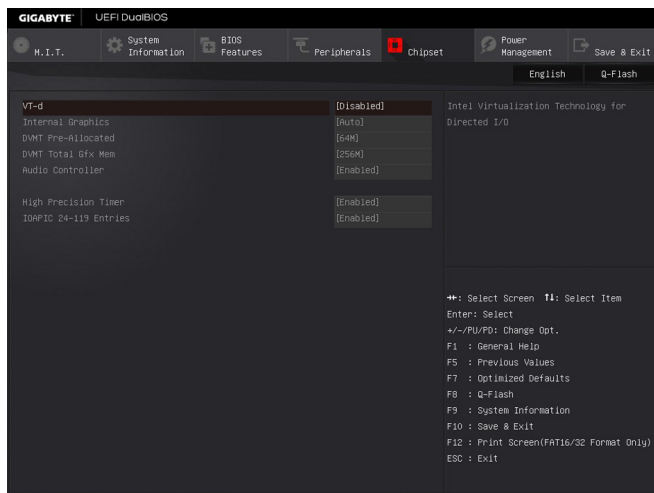 GIGABYTE™ UEFI DualBIOS
M.I.T. System Information BIOS Features Peripherals Chipset Power Management Save & Exit
English Q-Flash
VT-d [Disabled]
Internal Graphics [Auto]
DVMT Pre-Allocated [64M]
DVMT Total Gfx Mem [256M]
Audio Controller [Enabled]
High Precision Timer [Enabled]
IOAPIC 24-119 Entries [Enabled]
Intel Virtualization Technology for
Directed I/O
→←: Select Screen ↑↓: Select Item
Enter: Select
+/-/PU/PD: Change Opt.
F1 : General Help
F5 : Previous Values
F7 : Optimized Defaults
F8 : Q-Flash
F9 : System Information
F10 : Save & Exit
F12 : Print Screen(FAT16/32 Format Only)
ESC : Exit